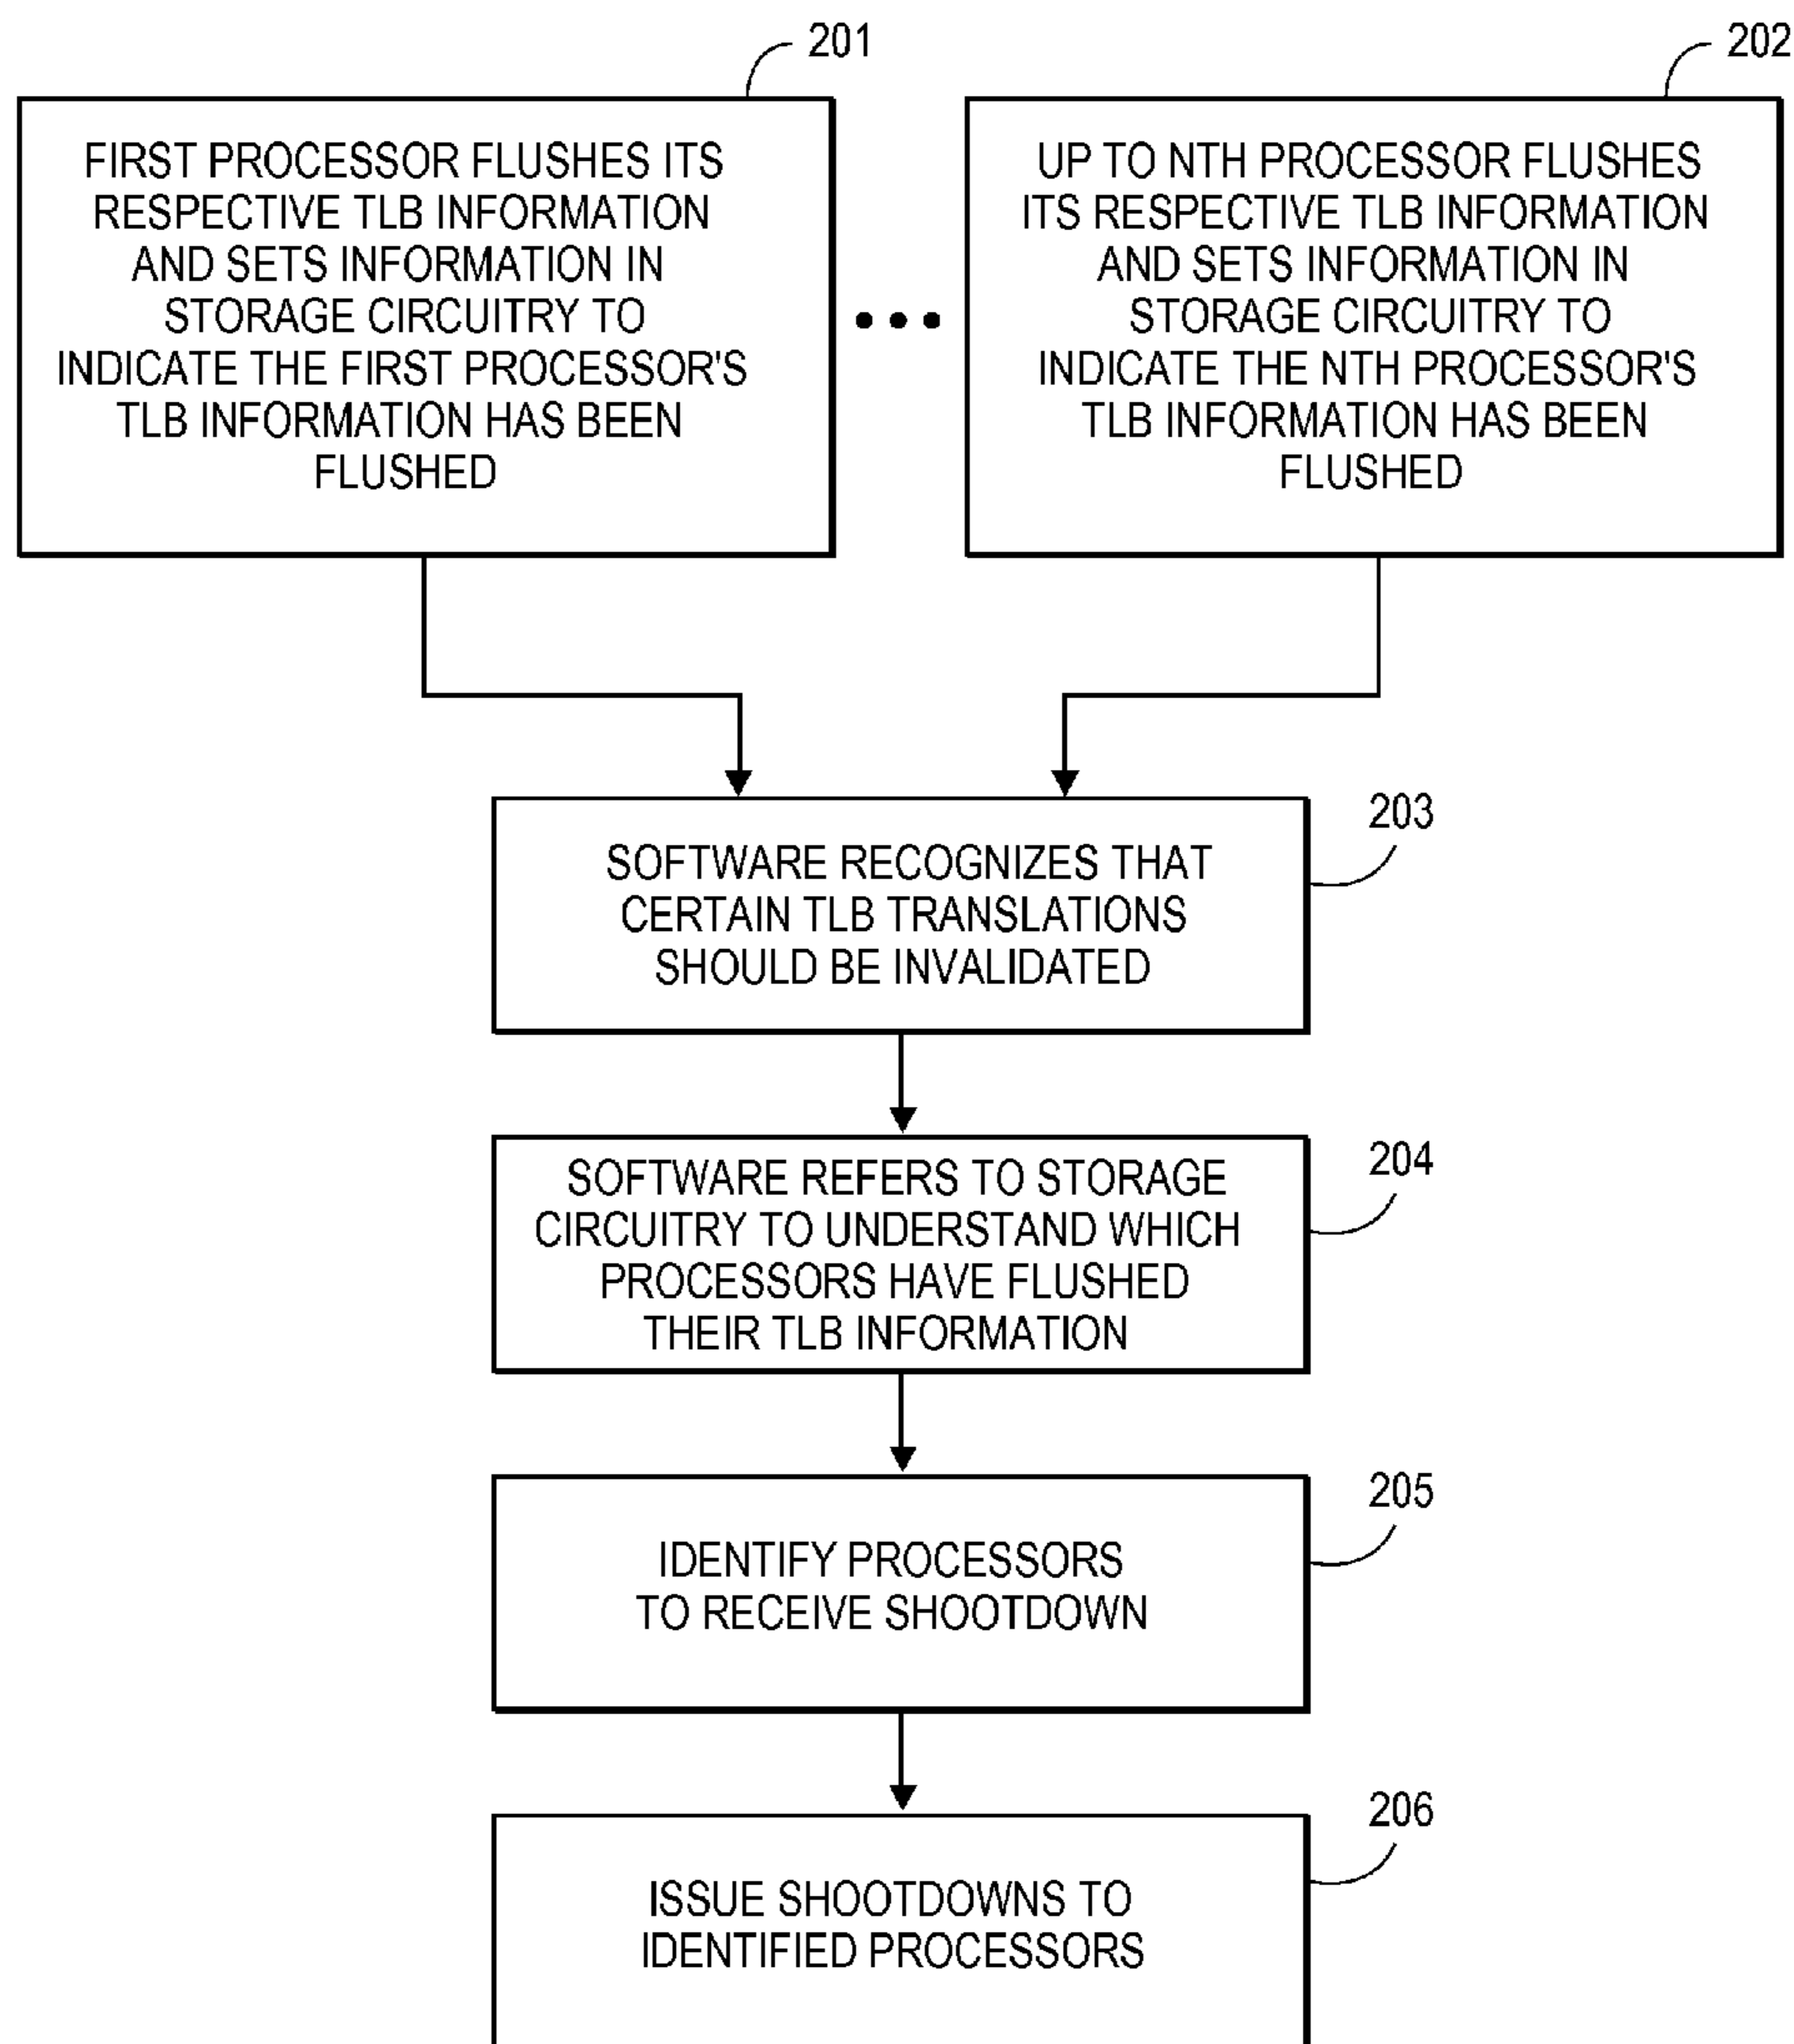 201
FIRST PROCESSOR FLUSHES ITS
RESPECTIVE TLB INFORMATION
AND SETS INFORMATION IN
STORAGE CIRCUITRY TO
INDICATE THE FIRST PROCESSOR'S
TLB INFORMATION HAS BEEN
FLUSHED
202
UP TO NTH PROCESSOR FLUSHES
ITS RESPECTIVE TLB INFORMATION
AND SETS INFORMATION IN
STORAGE CIRCUITRY TO
INDICATE THE NTH PROCESSOR'S
TLB INFORMATION HAS BEEN
FLUSHED
203
SOFTWARE RECOGNIZES THAT
CERTAIN TLB TRANSLATIONS
SHOULD BE INVALIDATED
204
SOFTWARE REFERS TO STORAGE
CIRCUITRY TO UNDERSTAND WHICH
PROCESSORS HAVE FLUSHED
THEIR TLB INFORMATION
205
IDENTIFY PROCESSORS
TO RECEIVE SHOOTDOWN
206
ISSUE SHOOTDOWNS TO
IDENTIFIED PROCESSORS